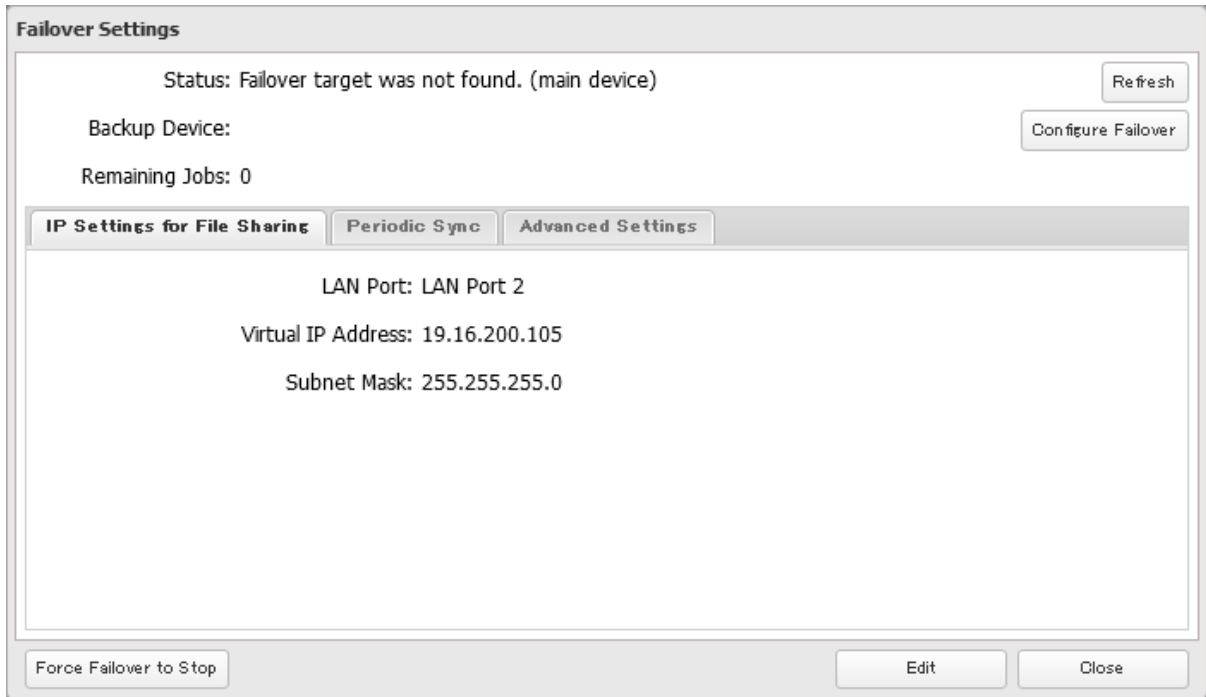 Failover Settings
Status: Failover target was not found. (main device)
Refresh
Backup Device:
Configure Failover
Remaining Jobs: 0
IP Settings for File Sharing
Periodic Sync
Advanced Settings
LAN Port: LAN Port 2
Virtual IP Address: 19.16.200.105
Subnet Mask: 255.255.255.0
Force Failover to Stop
Edit
Close